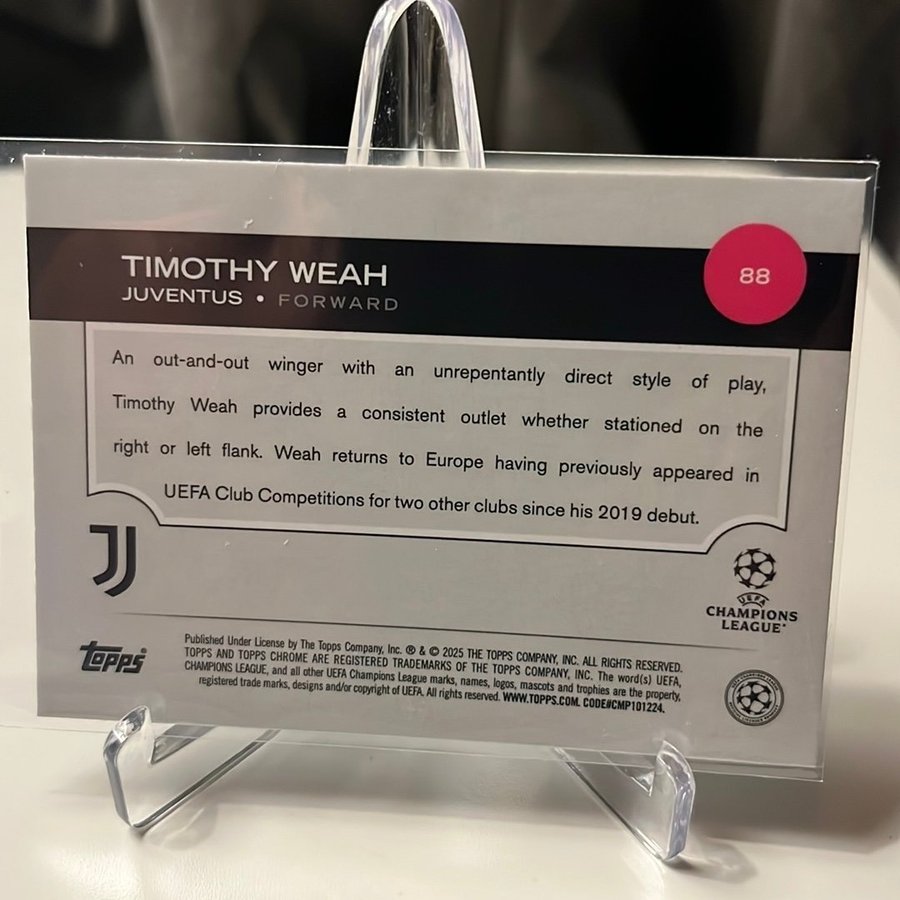 TIMOTHY WEAH
JUVENTUS • FORWARD
88
An out-and-out winger with an unrepentantly direct style of play,
Timothy Weah provides a consistent outlet whether stationed on the
right or left flank. Weah returns to Europe having previously appeared in
UEFA Club Competitions for two other clubs since his 2019 debut.
UEFA
CHAMPIONS
LEAGUE
topps
Published Under License by The Topps Company, Inc. ® & © 2025 THE TOPPS COMPANY, INC. ALL RIGHTS RESERVED.
TOPPS AND TOPPS CHROME ARE REGISTERED TRADEMARKS OF THE TOPPS COMPANY, INC. The word(s) UEFA,
CHAMPIONS LEAGUE, and all other UEFA Champions League marks, names, logos, mascots and trophies are the property,
registered trade marks, designs and/or copyright of UEFA. All rights reserved. WWW.TOPPS.COM. CODE#CMP101224.